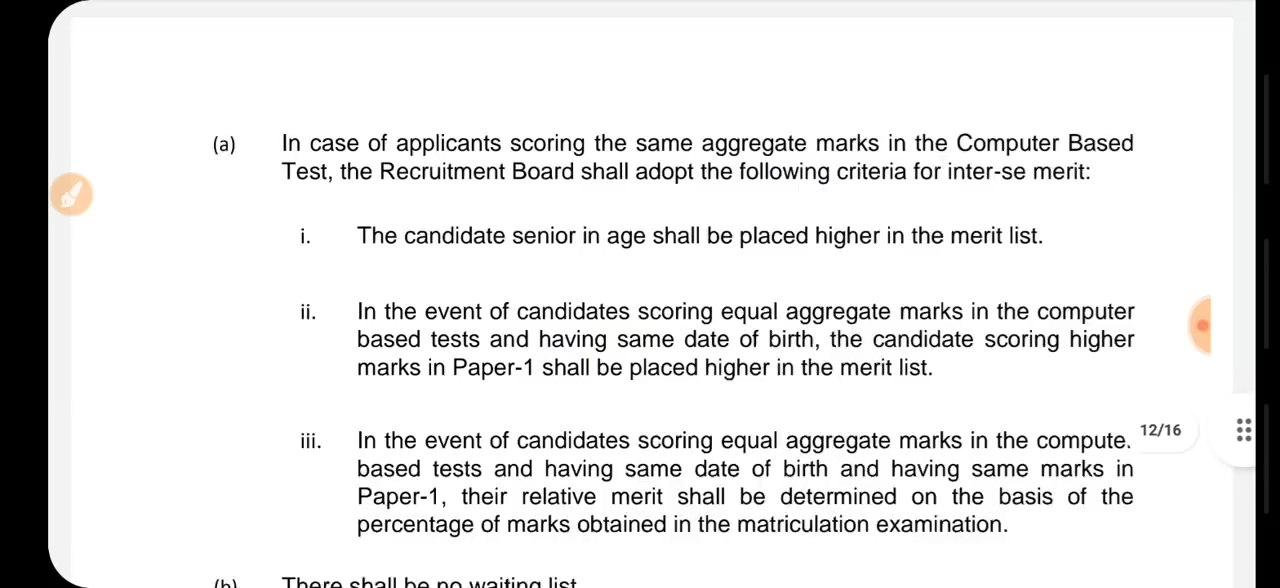 (a) In case of applicants scoring the same aggregate marks in the Computer Based
Test, the Recruitment Board shall adopt the following criteria for inter-se merit:
i. The candidate senior in age shall be placed higher in the merit list.
ii. In the event of candidates scoring equal aggregate marks in the computer
based tests and having same date of birth, the candidate scoring higher
marks in Paper-1 shall be placed higher in the merit list.
iii. In the event of candidates scoring equal aggregate marks in the compute.
12/16
based tests and having same date of birth and having same marks in
Paper-1, their relative merit shall be determined on the basis of the
percentage of marks obtained in the matriculation examination.
(b) There shall be no waiting list